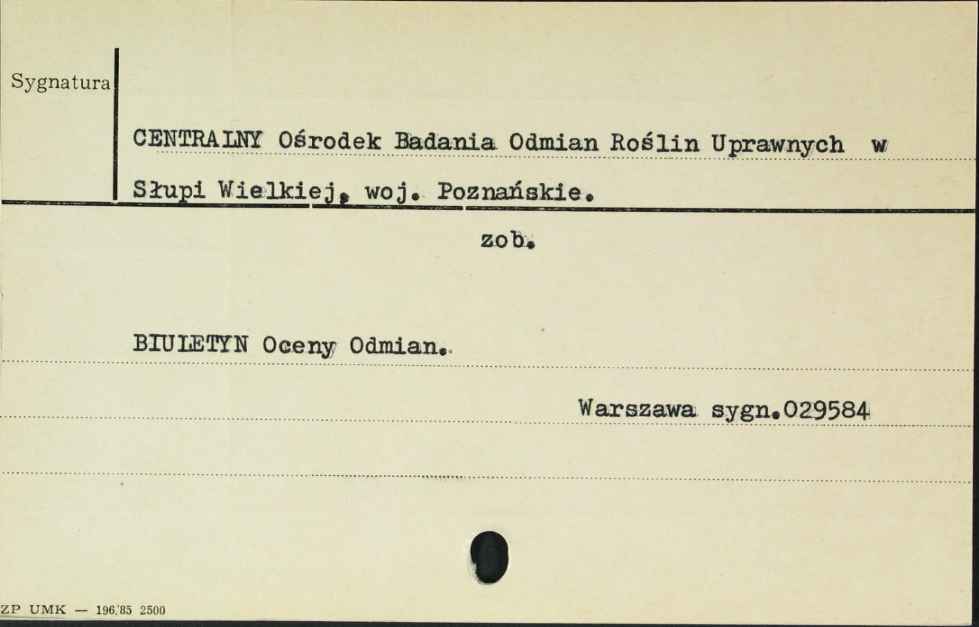 Sygnatura
CENTRALNY Ośrodek Badania Odmian Roślin Uprawnych w
Słupi Wielkiej, woj. Poznańskie.
zob.
BIULETYN Oceny Odmian.
Warszawa sygn.029584
ZP UMK — 196/85 2500